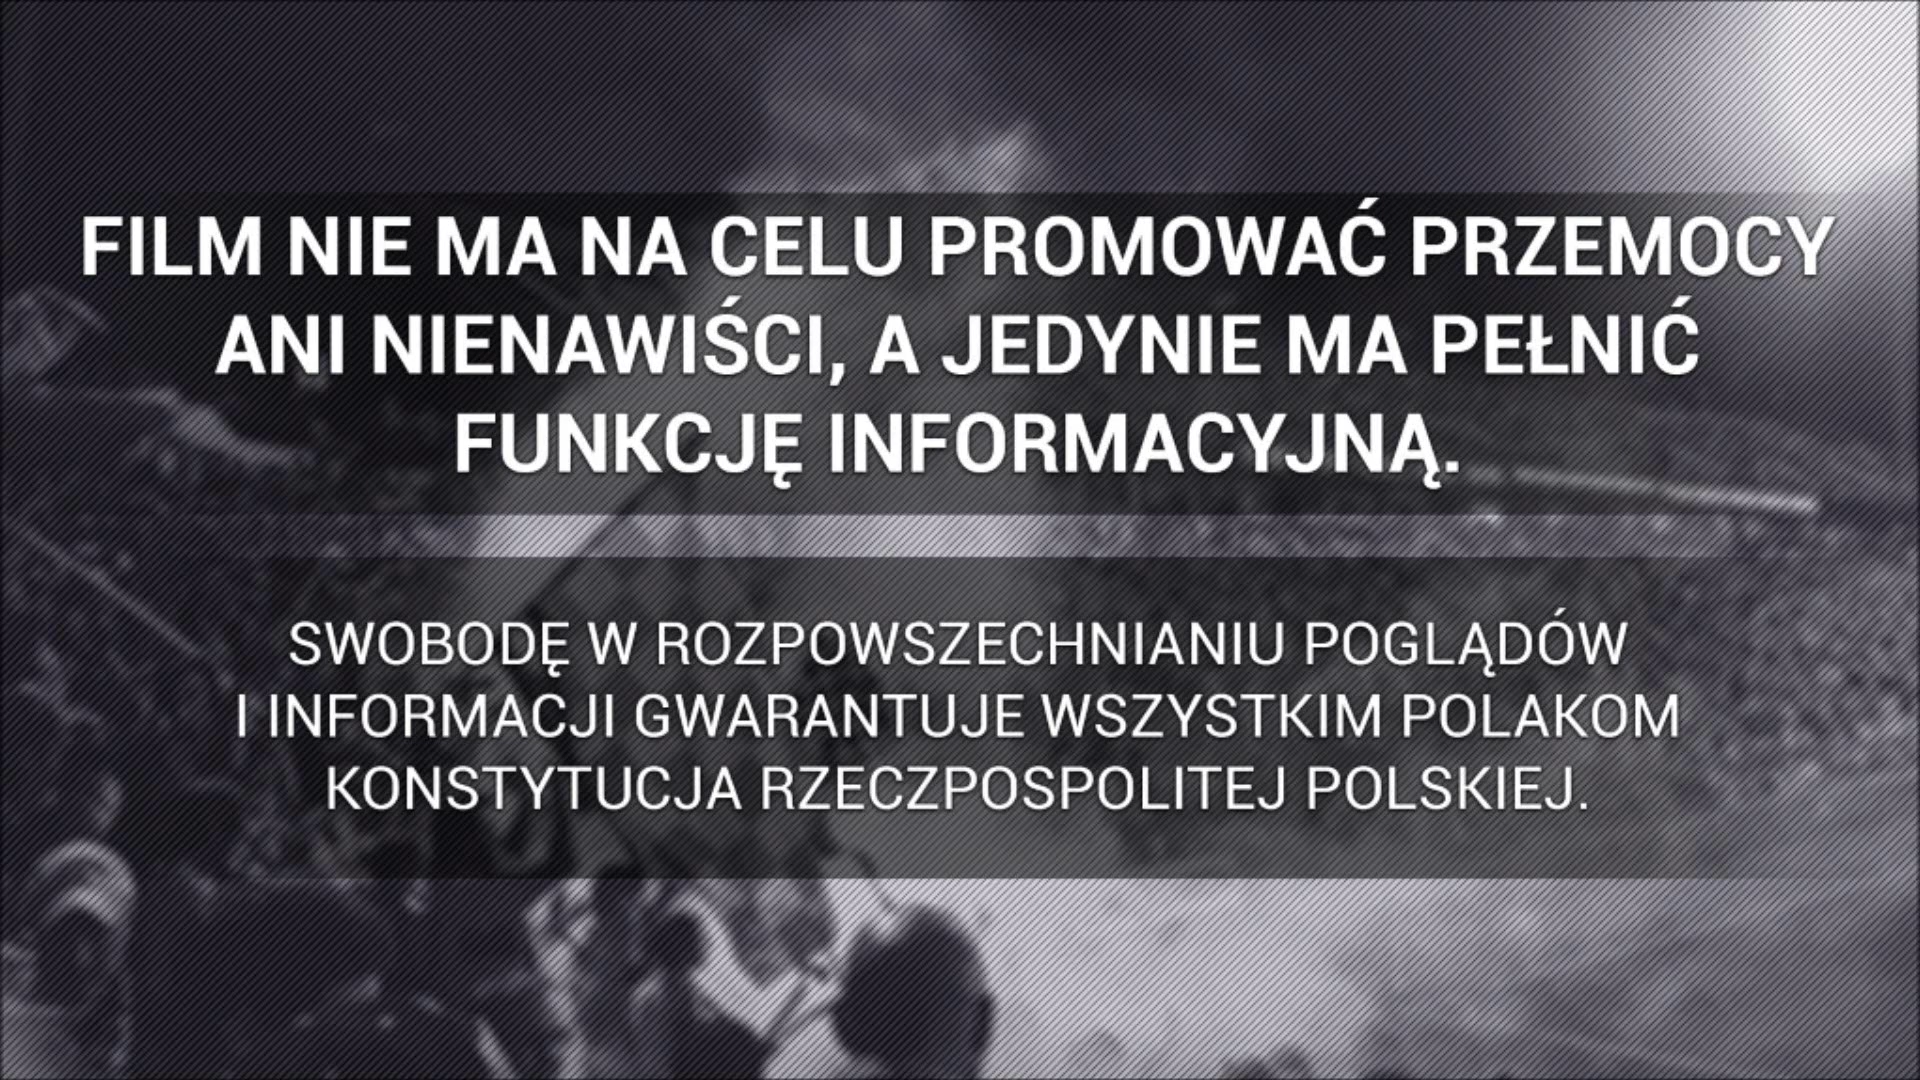 FILM NIE MA NA CELU PROMOWAĆ PRZEMOCY
ANI NIENAWIŚCI, A JEDYNIE MA PEŁNIĆ
FUNKCJĘ INFORMACYJNĄ.
SWOBODĘ W ROZPOWSZECHNIANIU POGLĄDÓW
I INFORMACJI GWARANTUJE WSZYSTKIM POLAKOM
KONSTYTUCJA RZECZPOSPOLITEJ POLSKIEJ.